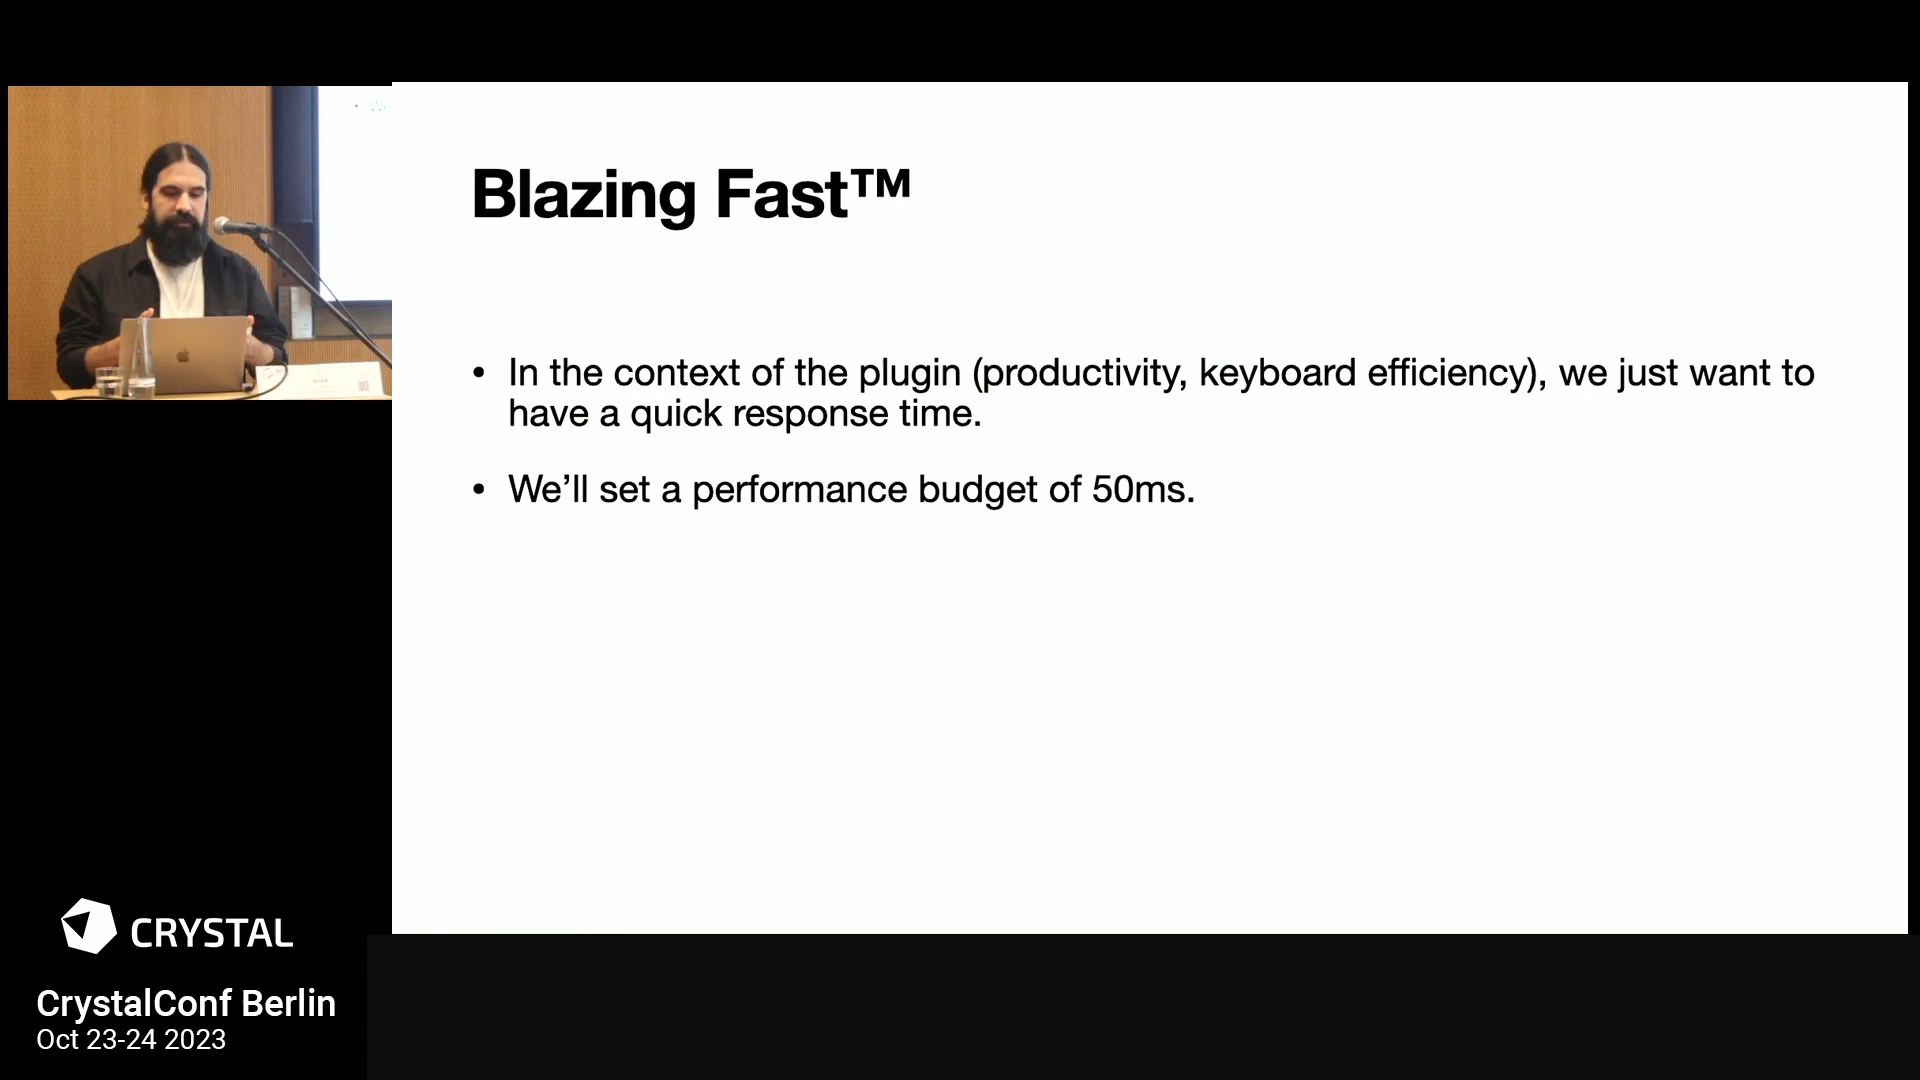 Blazing Fast™
• In the context of the plugin (productivity, keyboard efficiency), we just want to
have a quick response time.
• We’ll set a performance budget of 50ms.
CRYSTAL
CrystalConf Berlin
Oct 23-24 2023